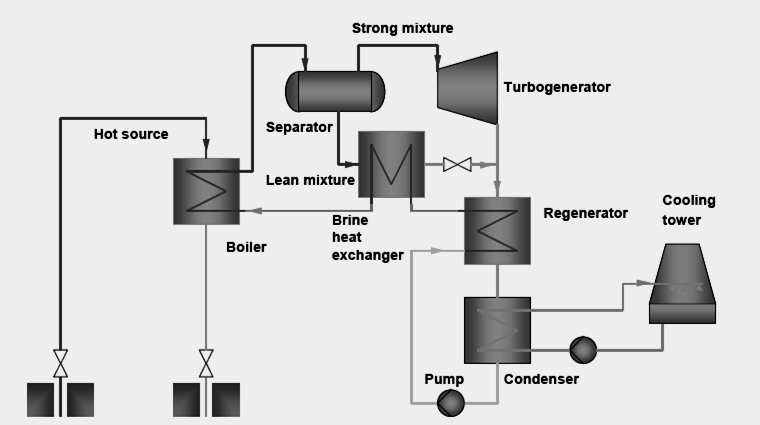 Strong mixture
Turbogenerator
Separator
Hot source
Lean mixture
Cooling
tower
Regenerator
Brine
heat
exchanger
Boiler
Pump
Condenser